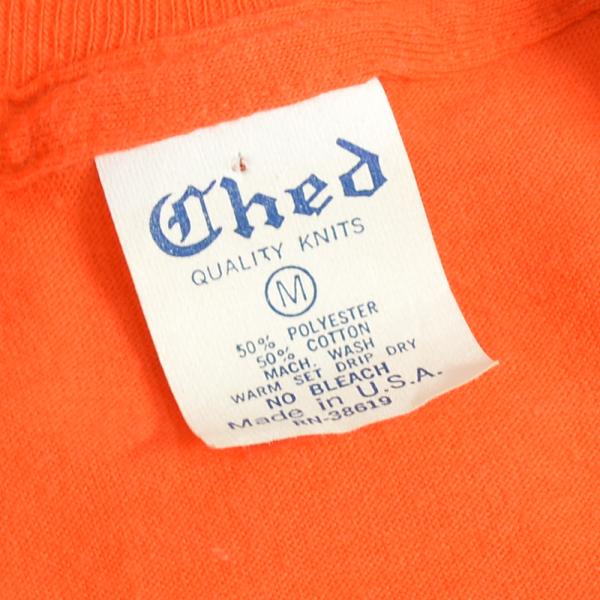 Ched
QUALITY KNITS
M
50% POLYESTER
50% COTTON
MACH. WASH
WARM SET DRIP DRY
NO BLEACH
Made in U.S.A.
RN-38619